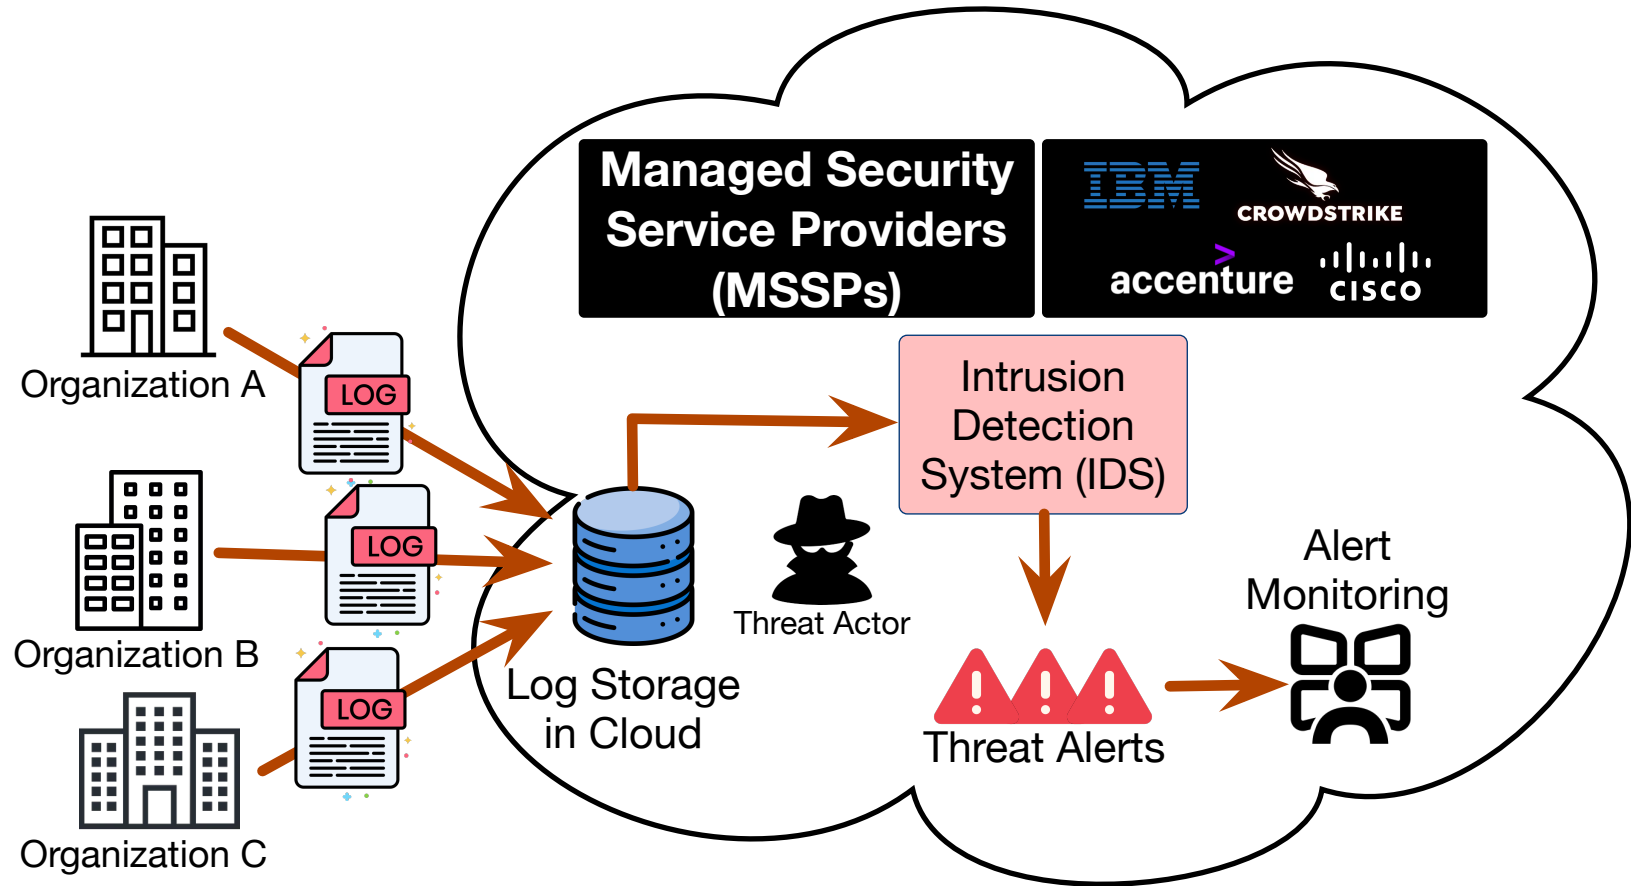 Managed Security
Service Providers
(MSSPs)
IBM
CROWDSTRIKE
>
accenture
CISCO
Organization A
LOG
Intrusion
Detection
System (IDS)
Organization B
LOG
Threat Actor
Alert
Monitoring
Organization C
LOG
Log Storage
in Cloud
Threat Alerts